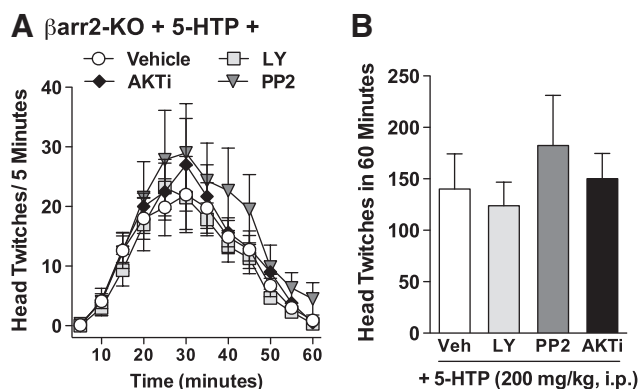 A βarr2-KO + 5-HTP +
Vehicle LY
AKTi PP2
Head Twitches/ 5 Minutes
40
30
20
10
0
10 20 30 40 50 60
Time (minutes)
B
Head Twitches in 60 Minutes
250
200
150
100
50
0
Veh LY PP2 AKTi
+ 5-HTP (200 mg/kg, i.p.)